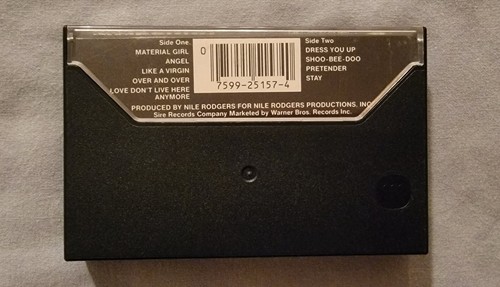 Side One.
MATERIAL GIRL
ANGEL
LIKE A VIRGIN
OVER AND OVER
LOVE DON'T LIVE HERE
ANYMORE
0
7599-25157-4
Side Two
DRESS YOU UP
SHOO-BEE-DOO
PRETENDER
STAY
PRODUCED BY NILE RODGERS FOR NILE RODGERS PRODUCTIONS, INC
Sire Records Company Marketed by Warner Bros. Records Inc.